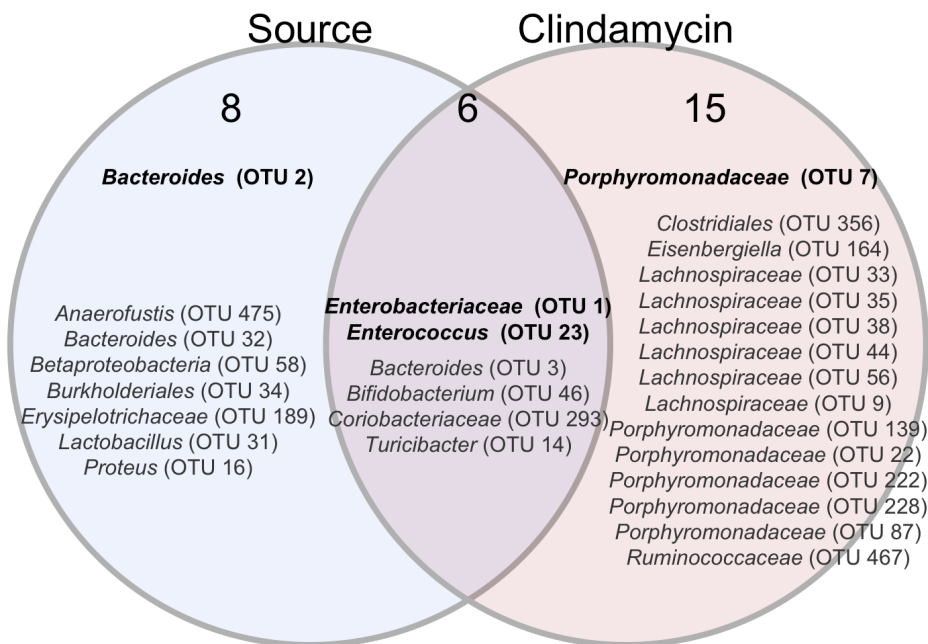 Source
Clindamycin
8
6
15
Bacteroides (OTU 2)
Porphyromonadaceae (OTU 7)
Clostridiales (OTU 356)
Eisenbergiella (OTU 164)
Lachnospiraceae (OTU 33)
Lachnospiraceae (OTU 35)
Lachnospiraceae (OTU 38)
Lachnospiraceae (OTU 44)
Lachnospiraceae (OTU 56)
Lachnospiraceae (OTU 9)
Porphyromonadaceae (OTU 139)
Porphyromonadaceae (OTU 22)
Porphyromonadaceae (OTU 222)
Porphyromonadaceae (OTU 228)
Porphyromonadaceae (OTU 87)
Ruminococcaceae (OTU 467)
Enterobacteriaceae (OTU 1)
Enterococcus (OTU 23)
Bacteroides (OTU 3)
Bifidobacterium (OTU 46)
Coriobacteriaceae (OTU 293)
Turicibacter (OTU 14)
Anaerofustis (OTU 475)
Bacteroides (OTU 32)
Betaproteobacteria (OTU 58)
Burkholderiales (OTU 34)
Erysipelotrichaceae (OTU 189)
Lactobacillus (OTU 31)
Proteus (OTU 16)